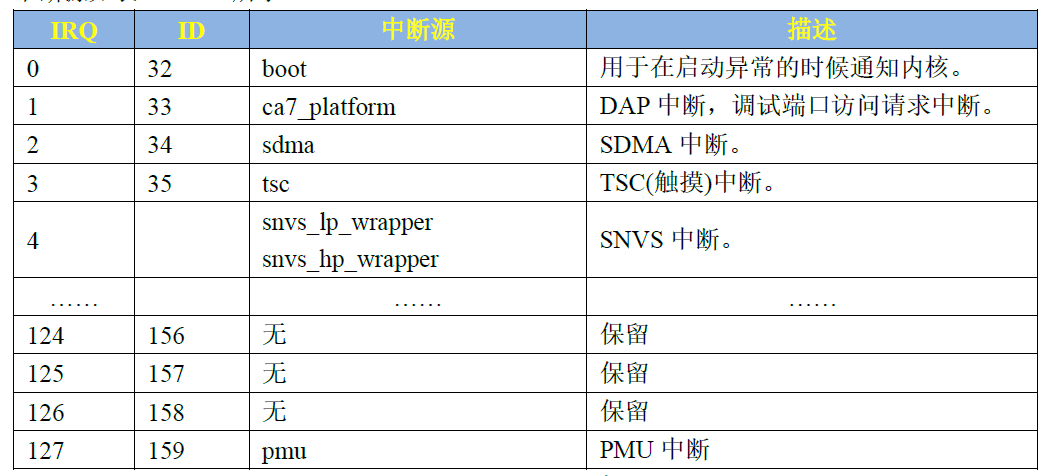 IRQ ID 中断源 描述
0 32 boot 用于在启动异常的时候通知内核。
1 33 ca7_platform DAP 中断，调试端口访问请求中断。
2 34 sdma SDMA 中断。
3 35 tsc TSC(触摸)中断。
4 snvs_lp_wrapper SNVS 中断。
snvs_hp_wrapper
…… …… ……
124 156 无 保留
125 157 无 保留
126 158 无 保留
127 159 pmu PMU 中断